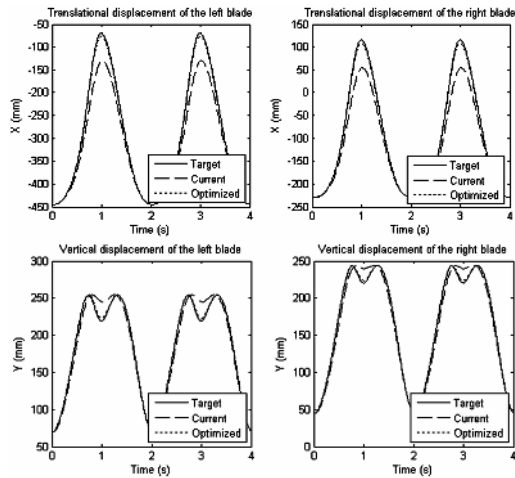 Translational displacement of the left blade
-50
-100
-150
-200
-250
-300
-350
-400
-450
X (mm)
0 1 2 3 4
Time (s)
Target
Current
Optimized
Translational displacement of the right blade
150
100
50
0
-50
-100
-150
-200
-250
X (mm)
0 1 2 3 4
Time (s)
Target
Current
Optimized
Vertical displacement of the left blade
300
250
200
150
100
50
Y (mm)
0 1 2 3 4
Time (s)
Target
Current
Optimized
Vertical displacement of the right blade
250
200
150
100
50
0
Y (mm)
0 1 2 3 4
Time (s)
Target
Current
Optimized